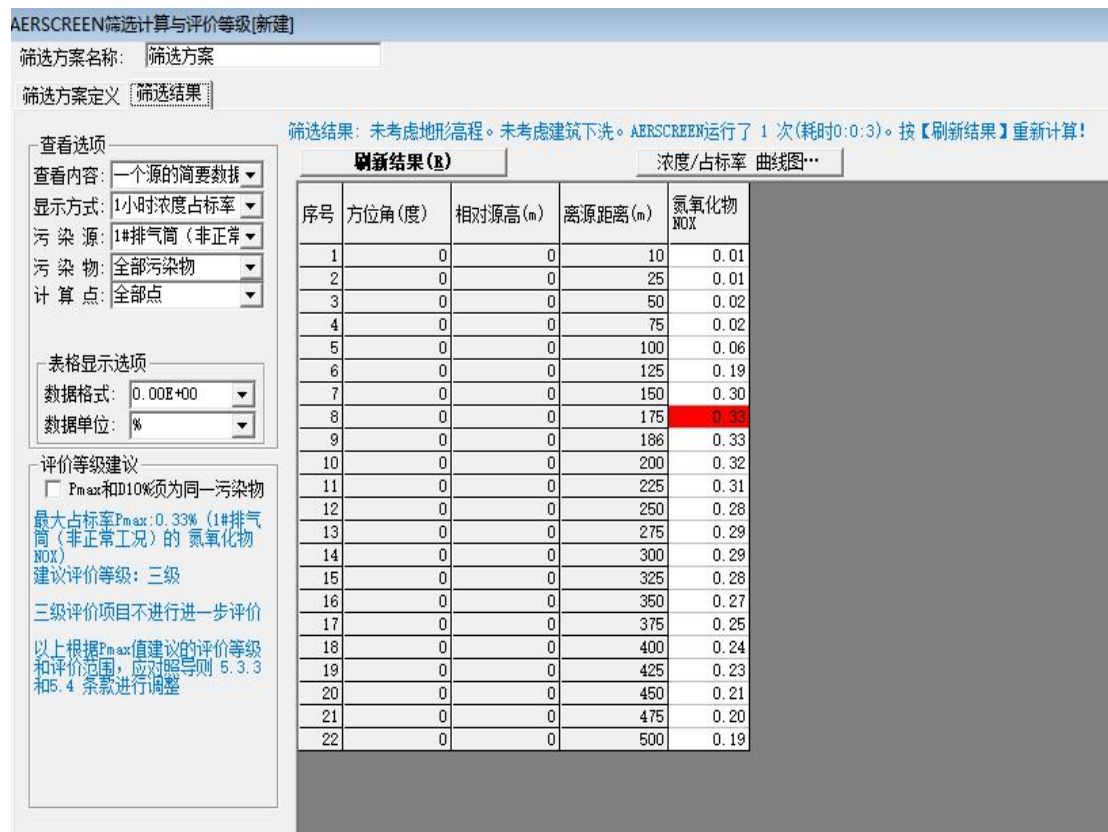 AERSCREEN筛选计算与评价等级[新建]
筛选方案名称: 筛选方案
筛选方案定义 筛选结果
筛选结果: 未考虑地形高程。未考虑建筑下洗。AERSCREEN运行了 1 次(耗时0:0:3)。按【刷新结果】重新计算!
刷新结果(R) 浓度/占标率 曲线图…
查看选项
查看内容: 一个源的简要数据
显示方式: 1小时浓度占标率
污 染 源: 1#排气筒（非正常
污 染 物: 全部污染物
计 算 点: 全部点
表格显示选项
数据格式: 0.00E+00
数据单位: %
评价等级建议
Pmax和D10%须为同一污染物
最大占标率Pmax:0.33% (1#排气
筒（非正常工况）的 氮氧化物
NOX)
建议评价等级: 三级
三级评价项目不进行进一步评价
以上根据Pmax值建议的评价等级
和评价范围，应对照导则 5.3.3
和5.4 条款进行调整
序号 方位角(度) 相对源高(m) 离源距离(m) 氮氧化物
NOX
1 0 0 10 0.01
2 0 0 25 0.01
3 0 0 50 0.02
4 0 0 75 0.02
5 0 0 100 0.06
6 0 0 125 0.19
7 0 0 150 0.30
8 0 0 175 0.33
9 0 0 186 0.33
10 0 0 200 0.32
11 0 0 225 0.31
12 0 0 250 0.28
13 0 0 275 0.29
14 0 0 300 0.29
15 0 0 325 0.28
16 0 0 350 0.27
17 0 0 375 0.25
18 0 0 400 0.24
19 0 0 425 0.23
20 0 0 450 0.21
21 0 0 475 0.20
22 0 0 500 0.19